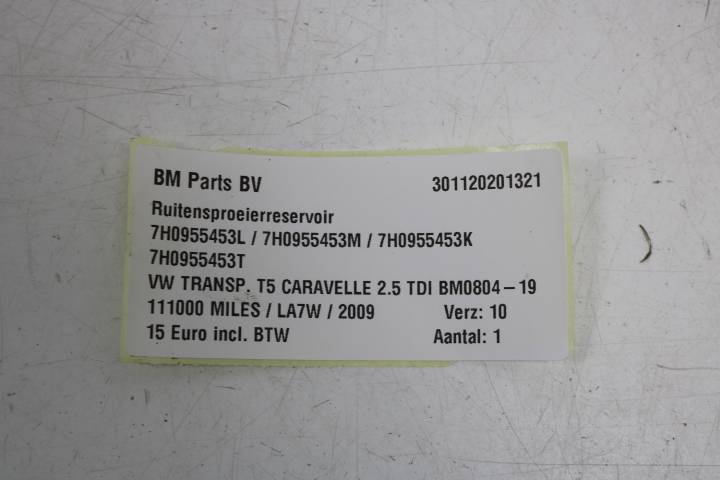 BM Parts BV 301120201321
Ruitensproeierreservoir
7H0955453L / 7H0955453M / 7H0955453K
7H0955453T
VW TRANSP. T5 CARAVELLE 2.5 TDI BM0804-19
111000 MILES / LA7W / 2009 Verz: 10
15 Euro incl. BTW Aantal: 1